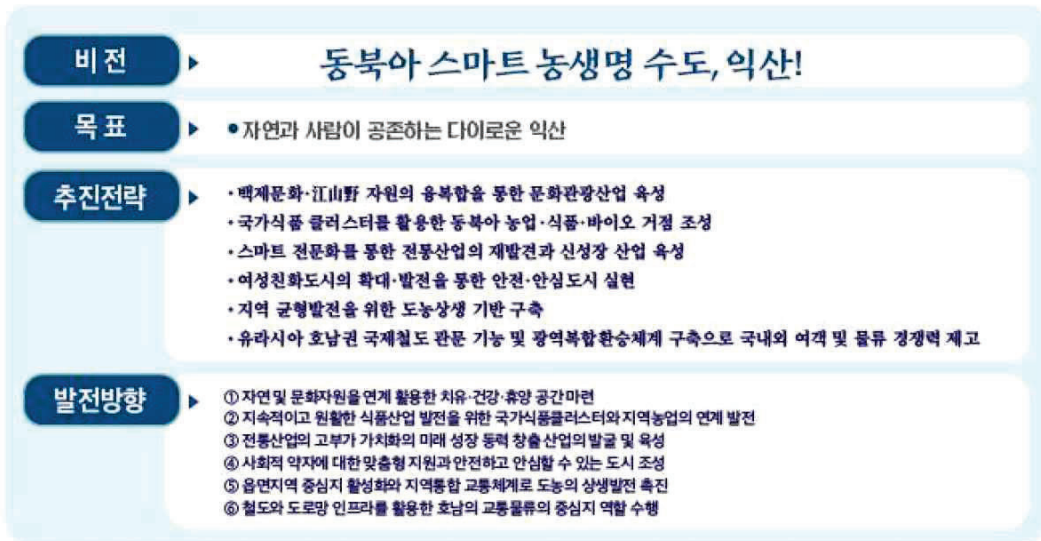 비전
동북아 스마트 농생명 수도, 익산!
목표
• 자연과 사람이 공존하는 다이로운 익산
추진전략
· 백제문화·江山野 자원의 융복합을 통한 문화관광산업 육성
· 국가식품 클러스터를 활용한 동북아 농업·식품·바이오 거점 조성
· 스마트 전문화를 통한 전통산업의 재발견과 신성장 산업 육성
· 여성친화도시의 확대·발전을 통한 안전·안심도시 실현
· 지역 균형발전을 위한 도농상생 기반 구축
· 유라시아 호남권 국제철도 관문 기능 및 광역복합환승체계 구축으로 국내외 여객 및 물류 경쟁력 제고
발전방향
① 자연 및 문화자원을 연계 활용한 치유·건강·휴양 공간 마련
② 지속적이고 원활한 식품산업 발전을 위한 국가식품클러스터와 지역농업의 연계 발전
③ 전통산업의 고부가 가치화의 미래 성장 동력 창출 산업의 발굴 및 육성
④ 사회적 약자에 대한 맞춤형 지원과 안전하고 안심할 수 있는 도시 조성
⑤ 읍면지역 중심지 활성화와 지역통합 교통체계로 도농의 상생발전 촉진
⑥ 철도와 도로망 인프라를 활용한 호남의 교통물류의 중심지 역할 수행